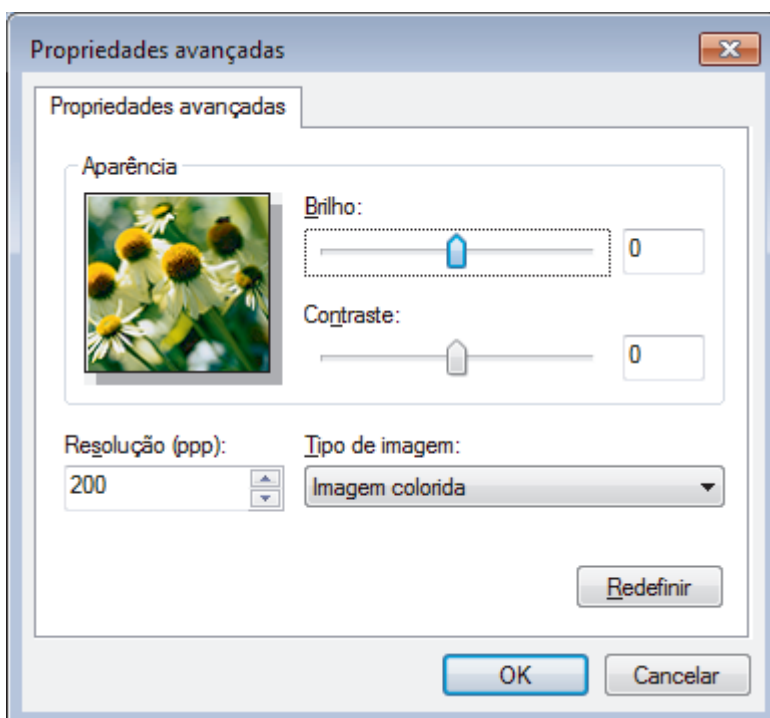 Propriedades avançadas
Propriedades avançadas
Aparência
Brilho:
0
Contraste:
0
Resolução (ppp):
Tipo de imagem:
200
Imagem colorida
Redefinir
OK
Cancelar